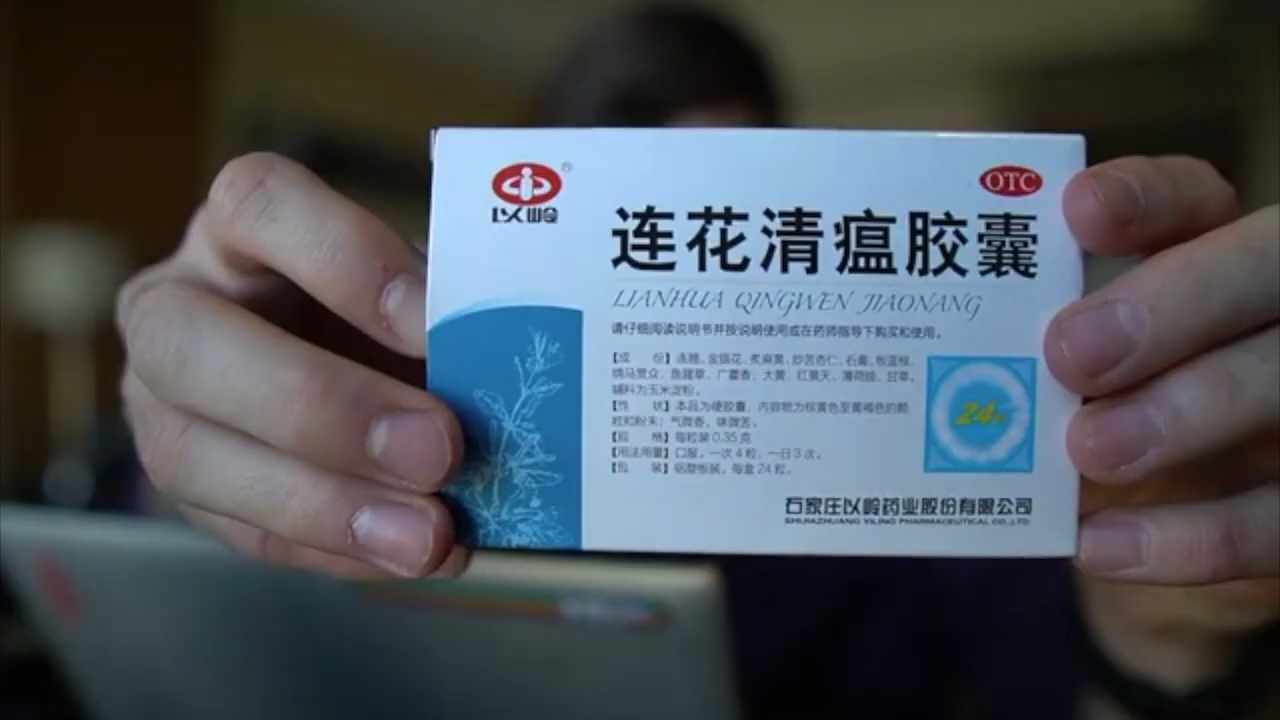 以岭
®
OTC
连花清瘟胶囊
LIANHUA QINGWEN JIAONANG
请仔细阅读说明书并按说明使用或在药师指导下购买和使用。
【成 份】连翘、金银花、炙麻黄、炒苦杏仁、石膏、板蓝根、
绵马贯众、鱼腥草、广藿香、大黄、红景天、薄荷脑、甘草。
辅料为玉米淀粉。
【性 状】本品为硬胶囊，内容物为棕黄色至黄褐色的颗
粒和粉末；气微香，味微苦。
【规 格】每粒装0.35克
【用法用量】口服。一次4粒，一日3次。
【包 装】铝塑板装，每盒24粒。
24粒
石家庄以岭药业股份有限公司
SHIJIAZHUANG YILING PHARMACEUTICAL CO.,LTD.